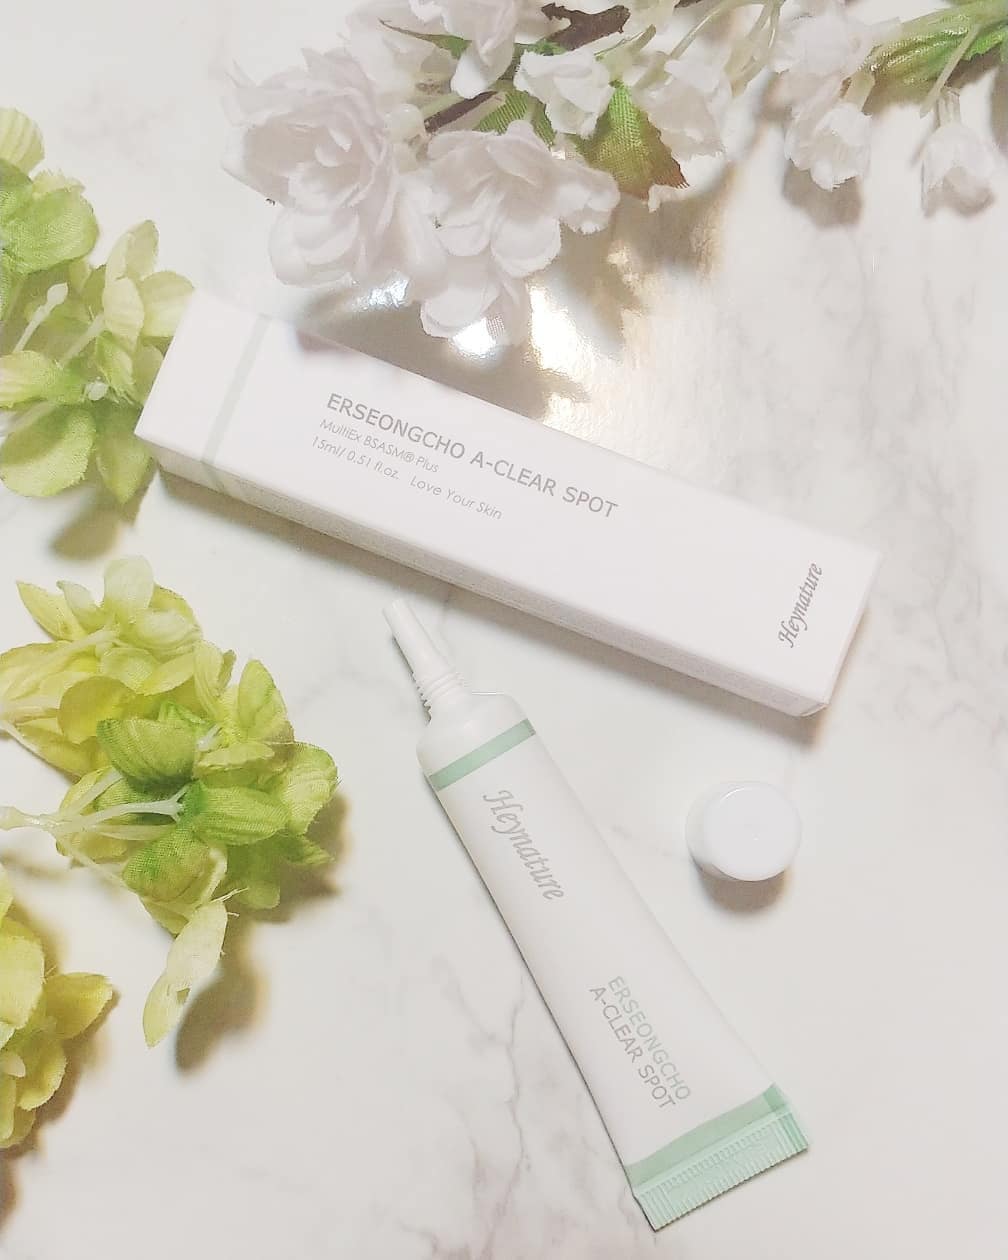 ERSEONGCHO A-CLEAR SPOT
MultiEx BSASM® Plus
15ml/ 0.51 fl.oz. Love Your Skin
Heynature
Heynature
ERSEONGCHO
A-CLEAR SPOT